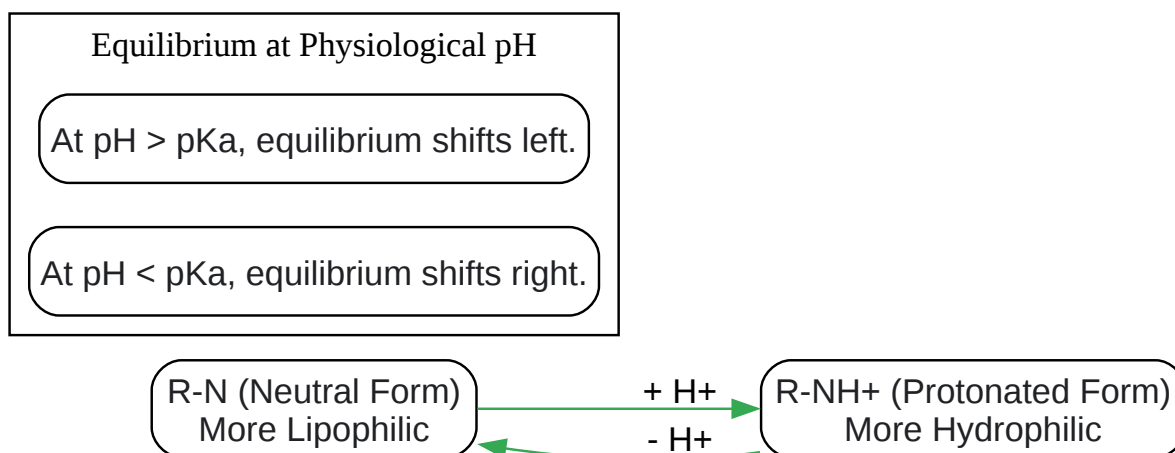 Equilibrium at Physiological pH
At pH > pKa, equilibrium shifts left.
At pH < pKa, equilibrium shifts right.
R-N (Neutral Form)
More Lipophilic
+ H+
- H+
R-NH+ (Protonated Form)
More Hydrophilic